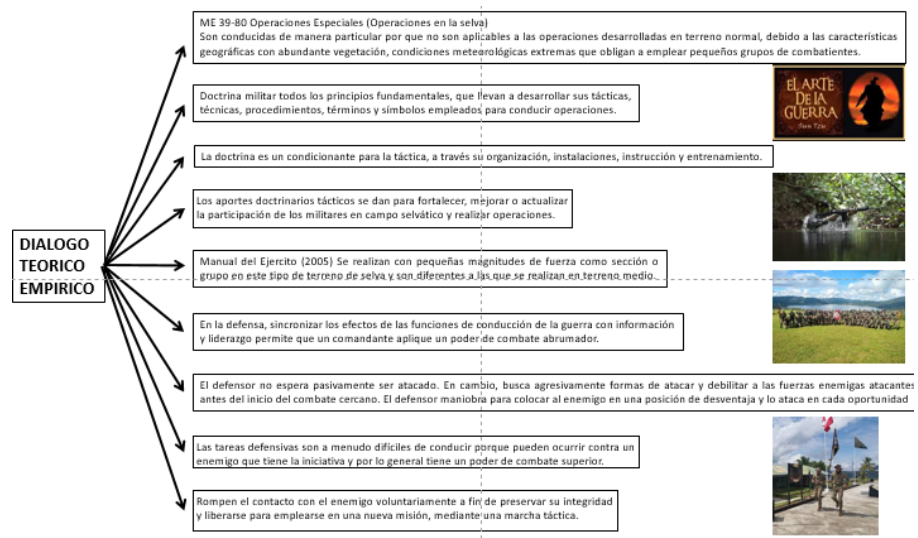 ME 39-80 Operaciones Especiales (Operaciones en la selva)
Son conducidas de manera particular por que no son aplicables a las operaciones desarrolladas en terreno normal, debido a las características
geográficas con abundante vegetación, condiciones meteorológicas extremas que obligan a emplear pequeños grupos de combatientes.
EL ARTE
DE LA
GUERRA
Sun Tzu
Doctrina militar todos los principios fundamentales, que llevan a desarrollar sus tácticas,
técnicas, procedimientos, términos y símbolos empleados para conducir operaciones.
La doctrina es un condicionante para la táctica, a través su organización, instalaciones, instrucción y entrenamiento.
Los aportes doctrinarios tácticos se dan para fortalecer, mejorar o actualizar
la participación de los militares en campo selvático y realizar operaciones.
DIALOGO
TEORICO
EMPIRICO
Manual del Ejercito (2005) Se realizan con pequeñas magnitudes de fuerza como sección o
grupo en este tipo de terreno de selva y son diferentes a las que se realizan en terreno medio.
En la defensa, sincronizar los efectos de las funciones de conducción de la guerra con información
y liderazgo permite que un comandante aplique un poder de combate abrumador.
El defensor no espera pasivamente ser atacado. En cambio, busca agresivamente formas de atacar y debilitar a las fuerzas enemigas atacantes
antes del inicio del combate cercano. El defensor maniobra para colocar al enemigo en una posición de desventaja y lo ataca en cada oportunidad
Las tareas defensivas son a menudo difíciles de conducir porque pueden ocurrir contra un
enemigo que tiene la iniciativa y por lo general tiene un poder de combate superior.
Rompen el contacto con el enemigo voluntariamente a fin de preservar su integridad
y liberarse para emplearse en una nueva misión, mediante una marcha táctica.